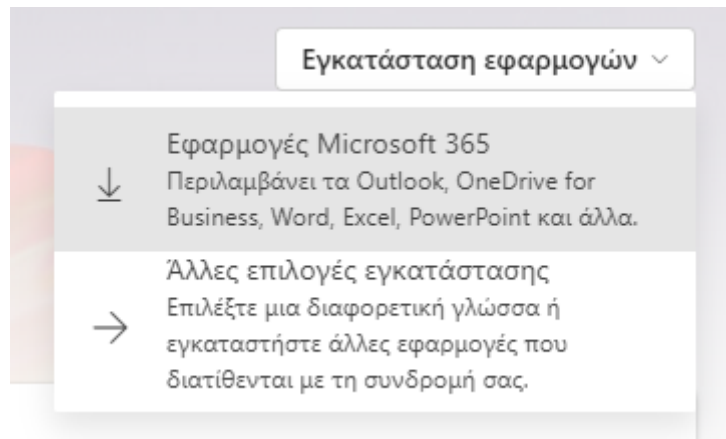 Εγκατάσταση εφαρμογών
Εφαρμογές Microsoft 365
Περιλαμβάνει τα Outlook, OneDrive for
Business, Word, Excel, PowerPoint και άλλα.
Άλλες επιλογές εγκατάστασης
Επιλέξτε μια διαφορετική γλώσσα ή
εγκαταστήστε άλλες εφαρμογές που
διατίθενται με τη συνδρομή σας.